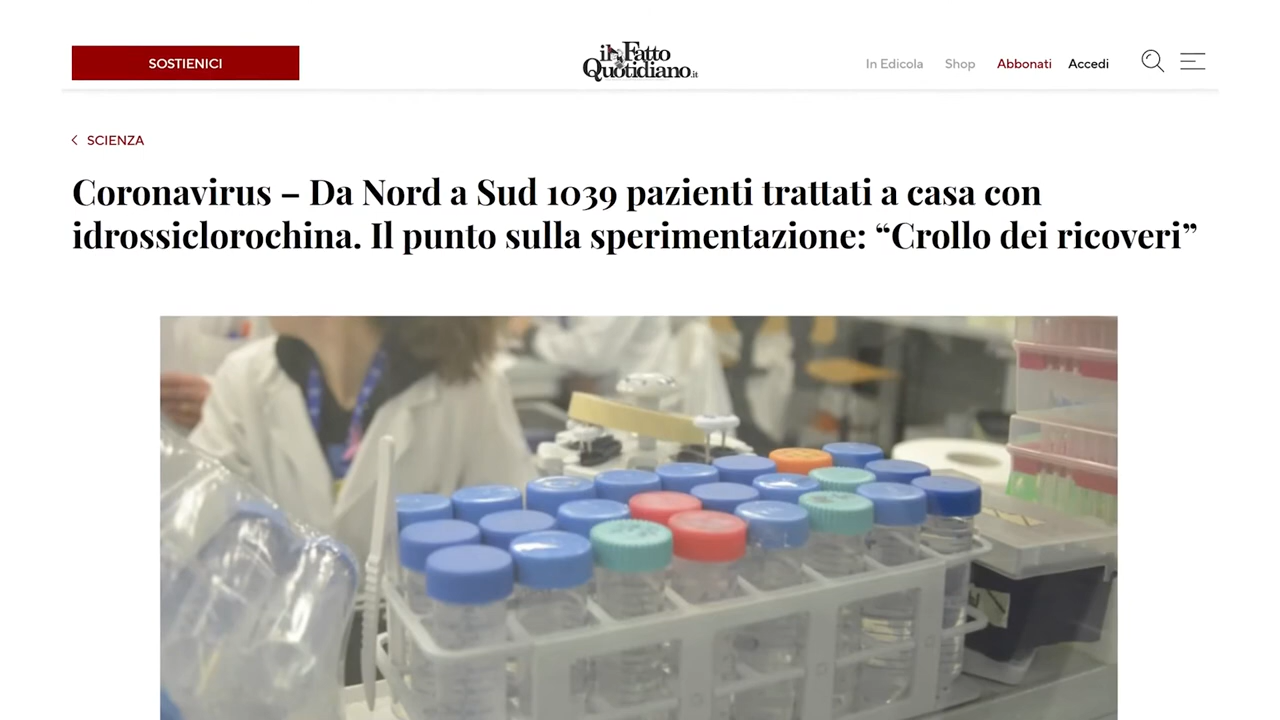 SOSTIENICI
il Fatto
Quotidiano.it
In Edicola Shop Abbonati Accedi
SCIENZA
Coronavirus – Da Nord a Sud 1039 pazienti trattati a casa con
idrossiclorochina. Il punto sulla sperimentazione: “Crollo dei ricoveri”